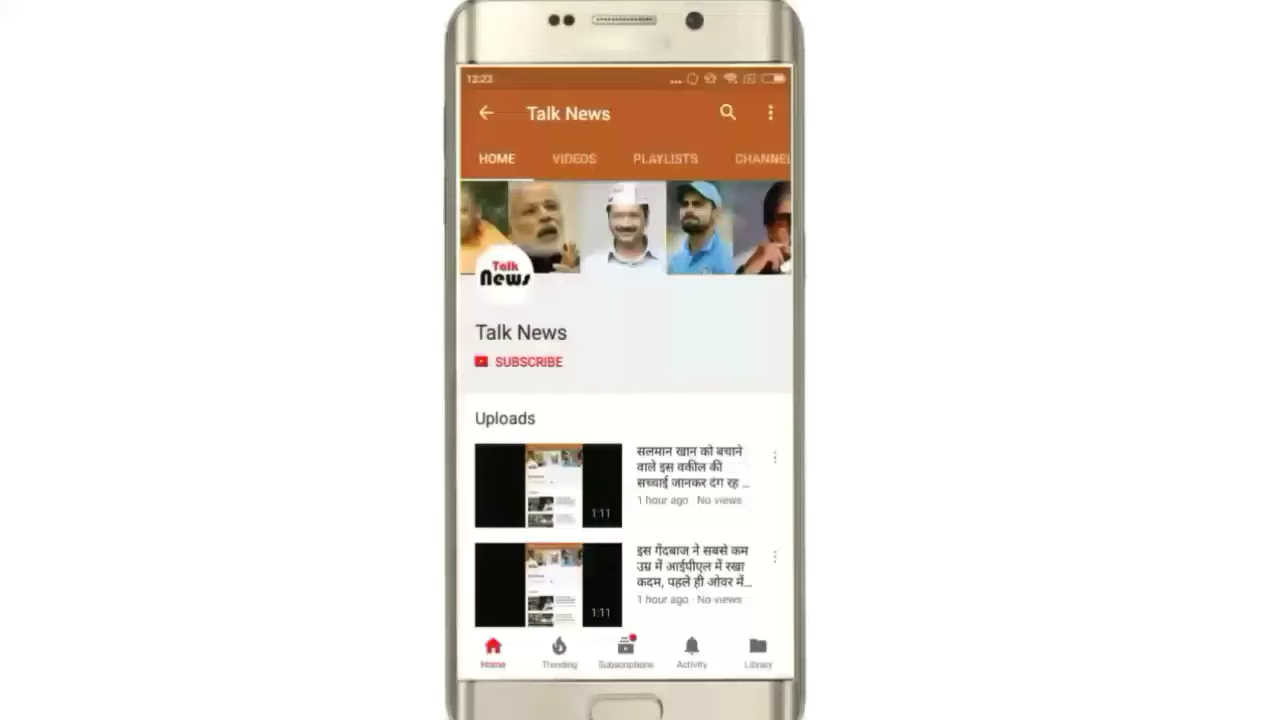 13:23
Talk News
HOME VIDEOS PLAYLISTS CHANNEL
Talk
News
Talk News
SUBSCRIBE
Uploads
सलमान खान को बचाने
वाले इस वकील की
सच्चाई जानकर दंग रह ...
1 hour ago · No views
1:11
इस गेंदबाज ने सबसे कम
उम्र में आईपीएल में रखा
कदम, पहले ही ओवर में...
1 hour ago · No views
1:11
Home Trending Subscriptions Activity Library